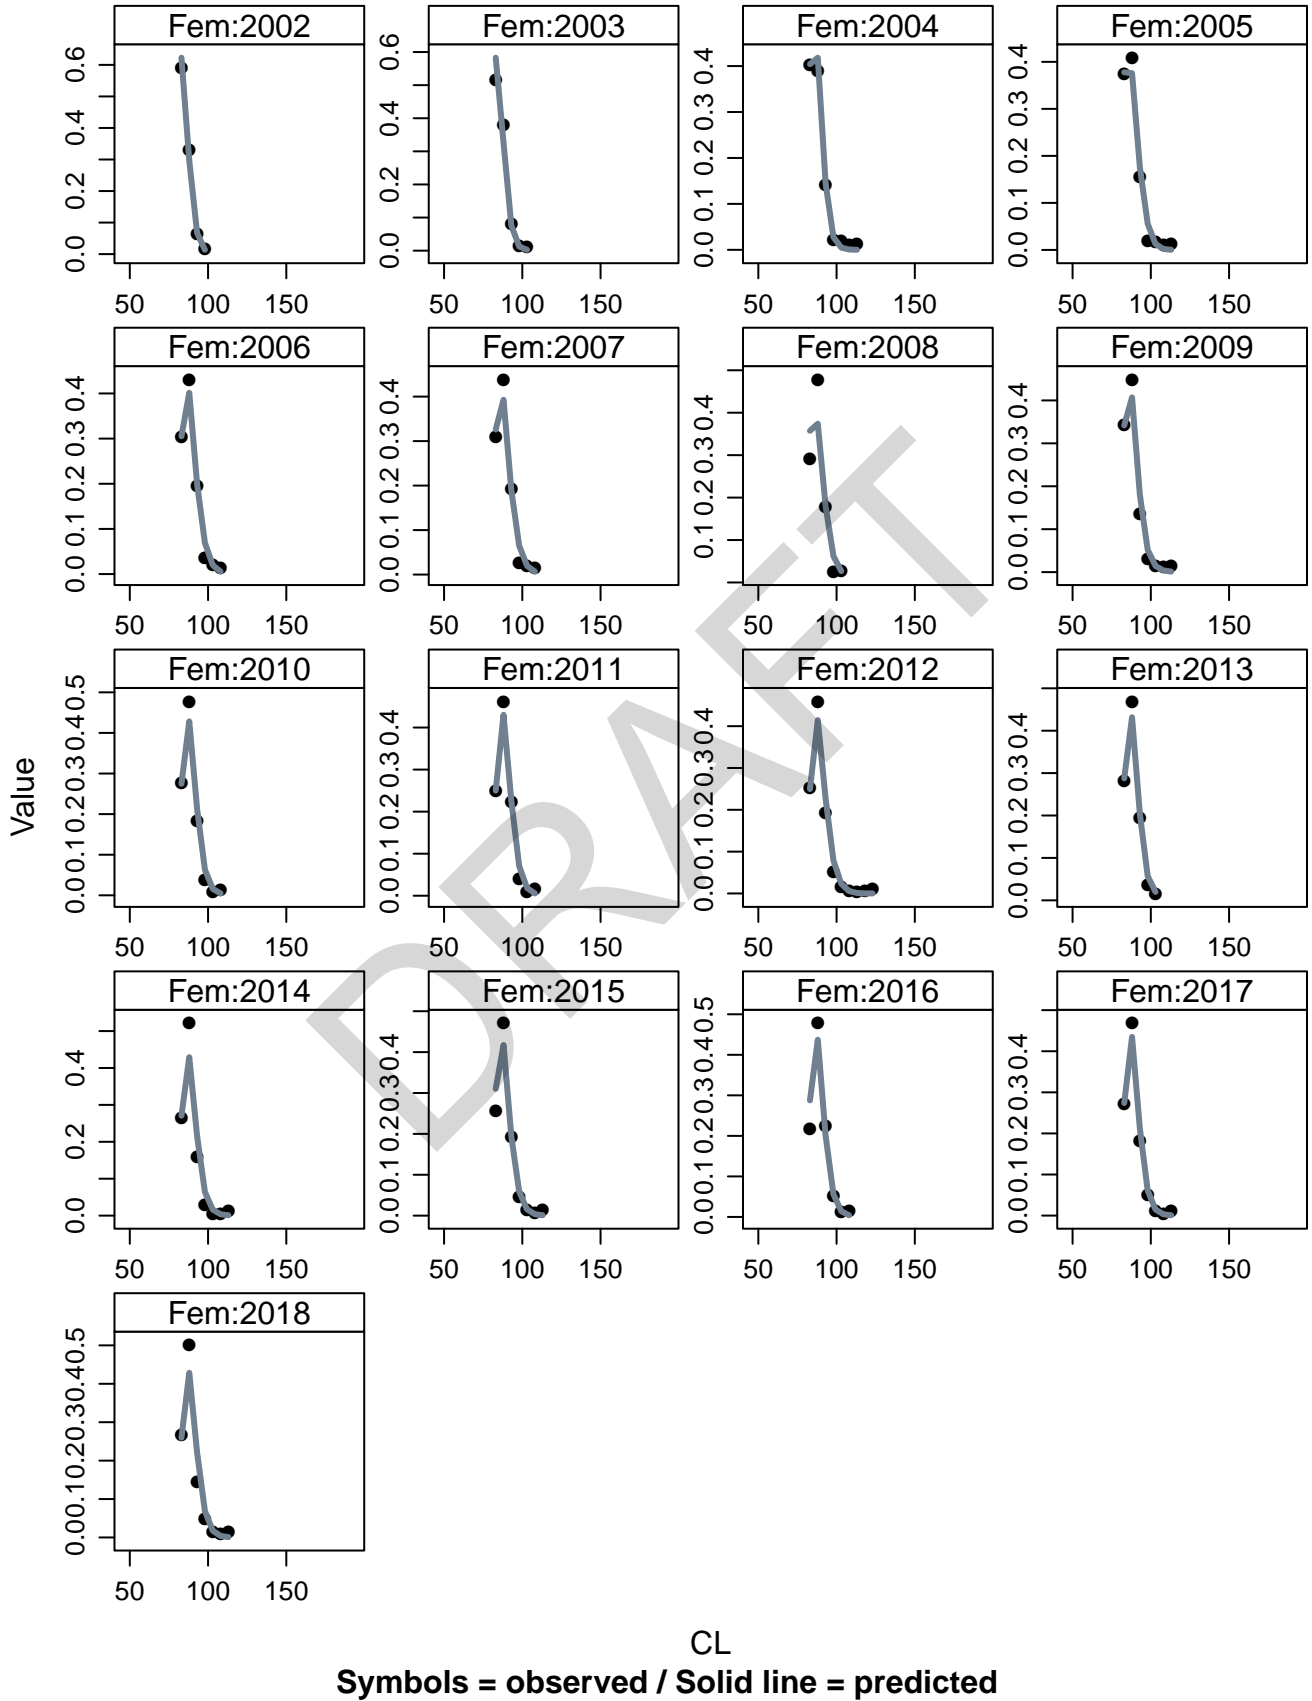 Fem:2002 Fem:2003 Fem:2004 Fem:2005
0.0 0.2 0.4 0.6
0.0 0.2 0.4 0.6
0.0 0.1 0.2 0.3 0.4
0.0 0.1 0.2 0.3 0.4
50 100 150 50 100 150 50 100 150 50 100 150
Fem:2006 Fem:2007 Fem:2008 Fem:2009
0.0 0.1 0.2 0.3 0.4
0.0 0.1 0.2 0.3 0.4
0.1 0.2 0.3 0.4
0.0 0.1 0.2 0.3 0.4
50 100 150 50 100 150 50 100 150 50 100 150
Fem:2010 Fem:2011 Fem:2012 Fem:2013
0.0 0.1 0.2 0.3 0.4 0.5
0.0 0.1 0.2 0.3 0.4
0.0 0.1 0.2 0.3 0.4
0.0 0.1 0.2 0.3 0.4
50 100 150 50 100 150 50 100 150 50 100 150
Fem:2014 Fem:2015 Fem:2016 Fem:2017
0.0 0.2 0.4
0.0 0.1 0.2 0.3 0.4
0.0 0.1 0.2 0.3 0.4 0.5
0.0 0.1 0.2 0.3 0.4
50 100 150 50 100 150 50 100 150 50 100 150
Fem:2018
0.0 0.1 0.2 0.3 0.4 0.5
50 100 150
Value
DRAFT
CL
Symbols = observed / Solid line = predicted